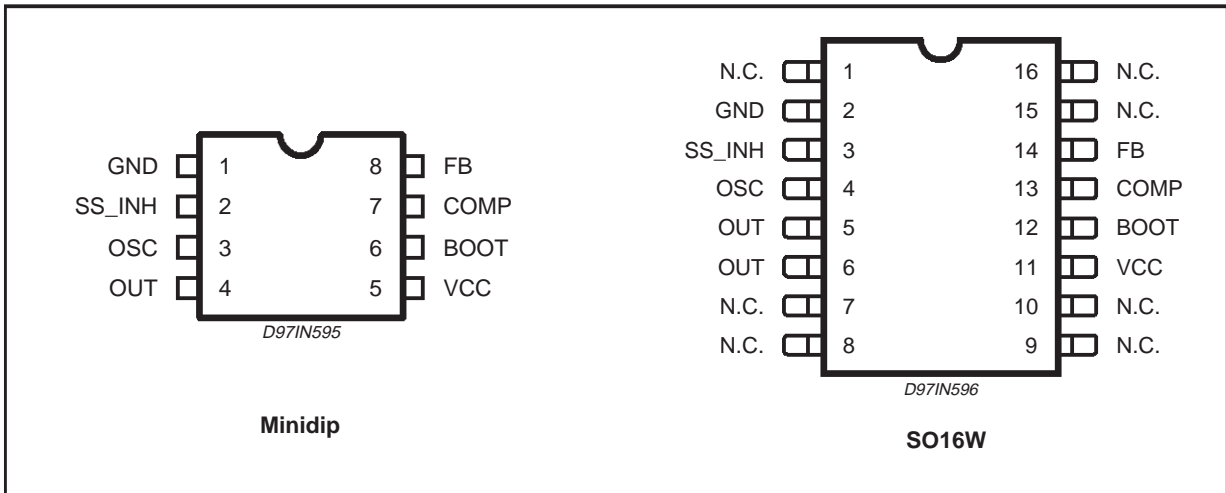 GND 1 8 FB
SS_INH 2 7 COMP
OSC 3 6 BOOT
OUT 4 5 VCC
D97IN595
Minidip
N.C. 1 16 N.C.
GND 2 15 N.C.
SS_INH 3 14 FB
OSC 4 13 COMP
OUT 5 12 BOOT
OUT 6 11 VCC
N.C. 7 10 N.C.
N.C. 8 9 N.C.
D97IN596
SO16W